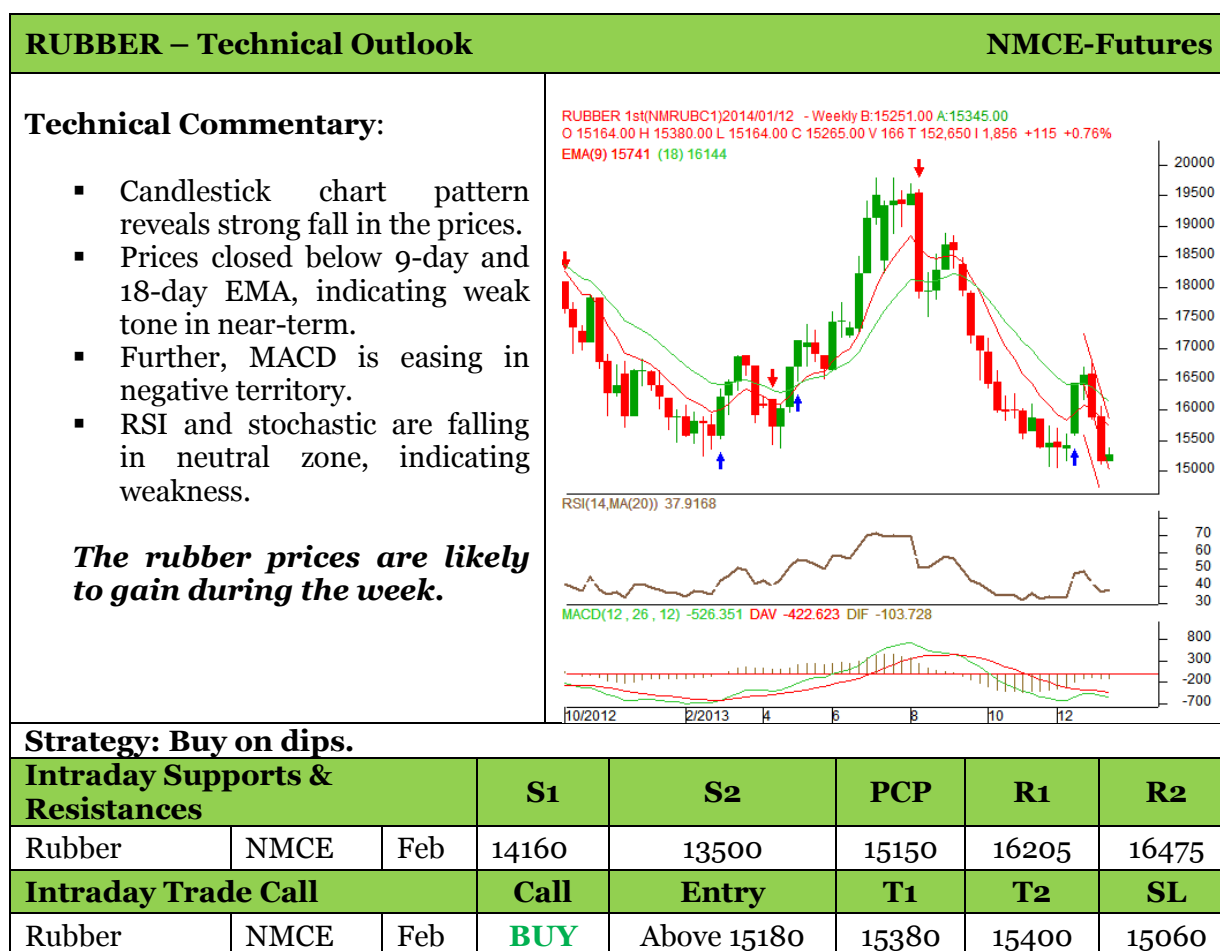 RUBBER – Technical Outlook NMCE-Futures
Technical Commentary:
▪ Candlestick chart pattern
reveals strong fall in the prices.
▪ Prices closed below 9-day and
18-day EMA, indicating weak
tone in near-term.
▪ Further, MACD is easing in
negative territory.
▪ RSI and stochastic are falling
in neutral zone, indicating
weakness.
The rubber prices are likely
to gain during the week.
RUBBER 1st(NMRUBC1)2014/01/12 - Weekly B:15251.00 A:15345.00
O 15164.00 H 15380.00 L 15164.00 C 15265.00 V 166 T 152,650 I 1,856 +115 +0.76%
EMA(9) 15741 (18) 16144
20000
19500
19000
18500
18000
17500
17000
16500
16000
15500
15000
RSI(14,MA(20)) 37.9168
70
60
50
40
30
MACD(12 , 26 , 12) -526.351 DAV -422.623 DIF -103.728
800
300
-200
-700
10/2012 2/2013 4 6 8 10 12
Strategy: Buy on dips.
Intraday Supports &
Resistances S1 S2 PCP R1 R2
Rubber NMCE Feb 14160 13500 15150 16205 16475
Intraday Trade Call Call Entry T1 T2 SL
Rubber NMCE Feb BUY Above 15180 15380 15400 15060